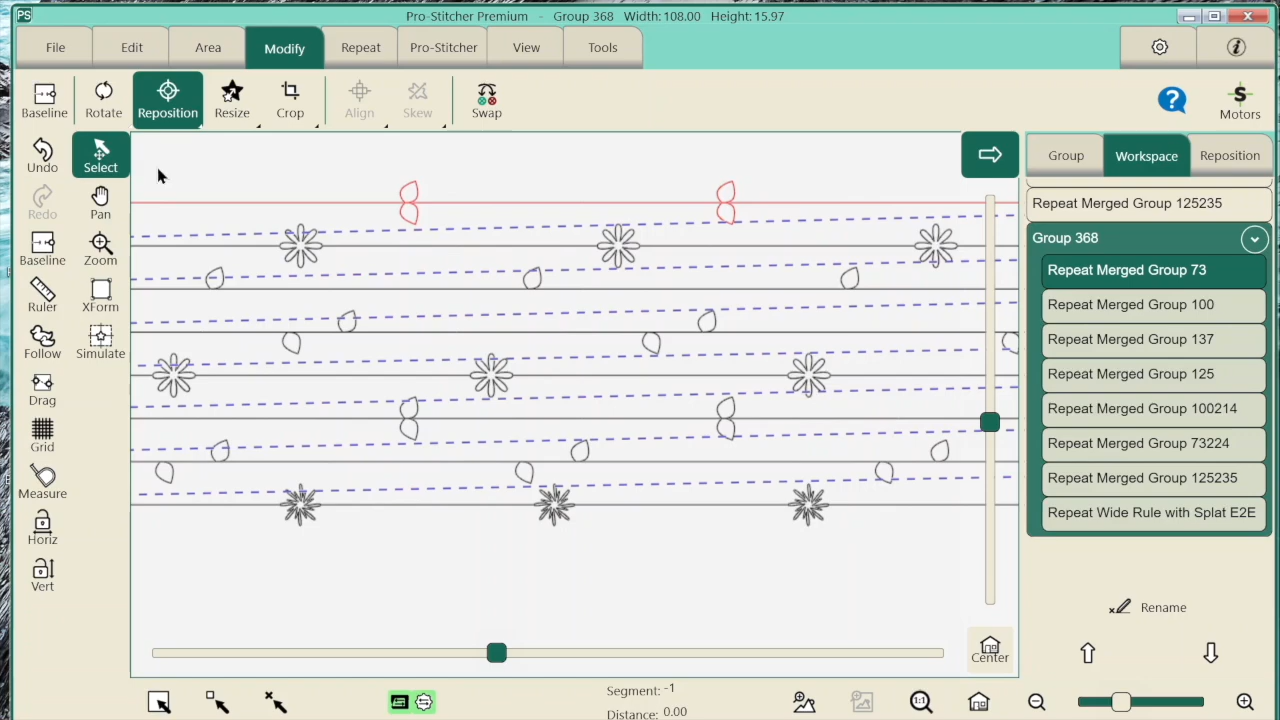 PS
Pro-Stitcher Premium - Group 368 Width: 108.00 Height: 15.97
File
Edit
Area
Modify
Repeat
Pro-Stitcher
View
Tools
Baseline
Rotate
Reposition
Resize
Crop
Align
Skew
Swap
Motors
Undo
Select
Redo
Pan
Baseline
Zoom
Ruler
XForm
Follow
Simulate
Drag
Grid
Measure
Horiz
Vert
Group
Workspace
Reposition
Repeat Merged Group 125235
Group 368
Repeat Merged Group 73
Repeat Merged Group 100
Repeat Merged Group 137
Repeat Merged Group 125
Repeat Merged Group 100214
Repeat Merged Group 73224
Repeat Merged Group 125235
Repeat Wide Rule with Splat E2E
Rename
Center
Segment: -1
Distance: 0.00
1:1